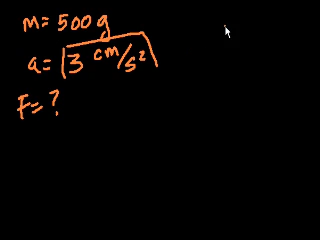 m= 500 g
a= 3 cm/s²
F= ?